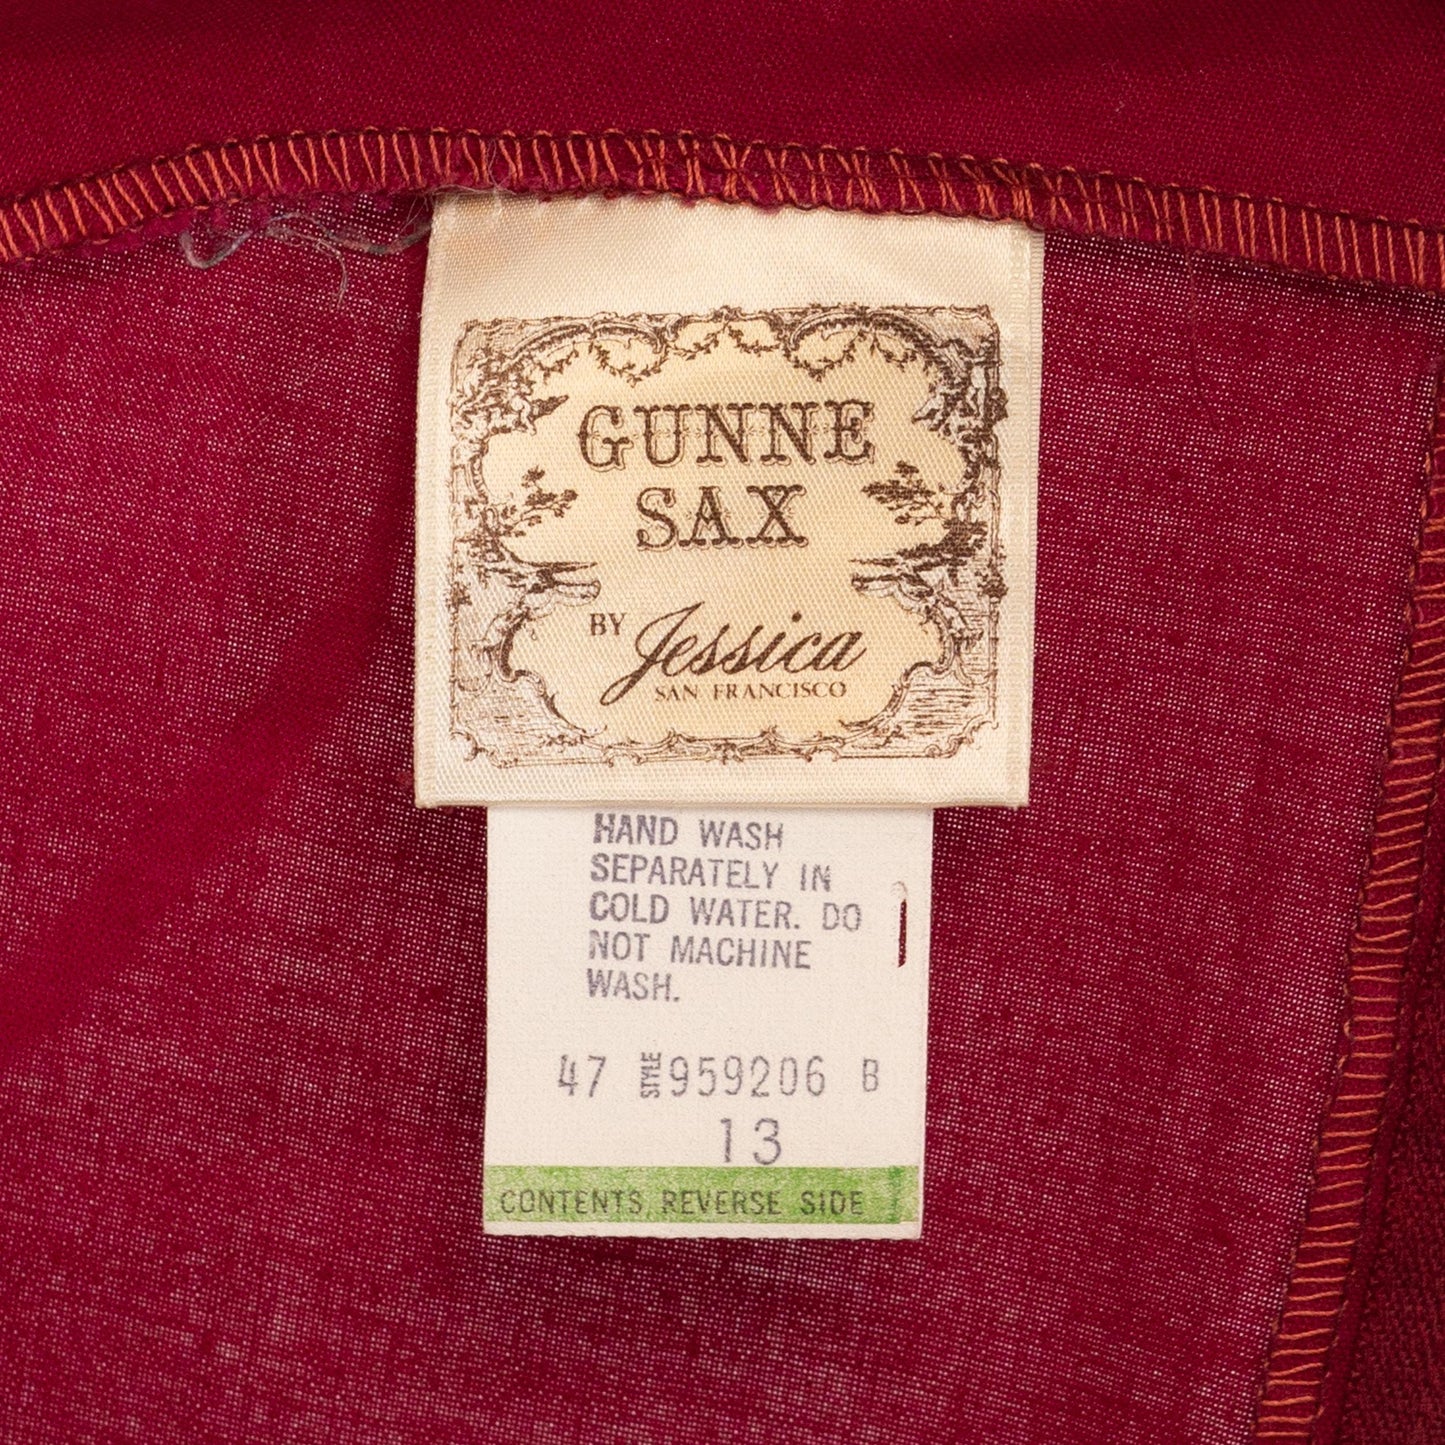 GUNNE
SAX
BY Jessica
SAN FRANCISCO
HAND WASH
SEPARATELY IN
COLD WATER. DO
NOT MACHINE
WASH.
47 STYLE 959206 B
13
CONTENTS, REVERSE SIDE